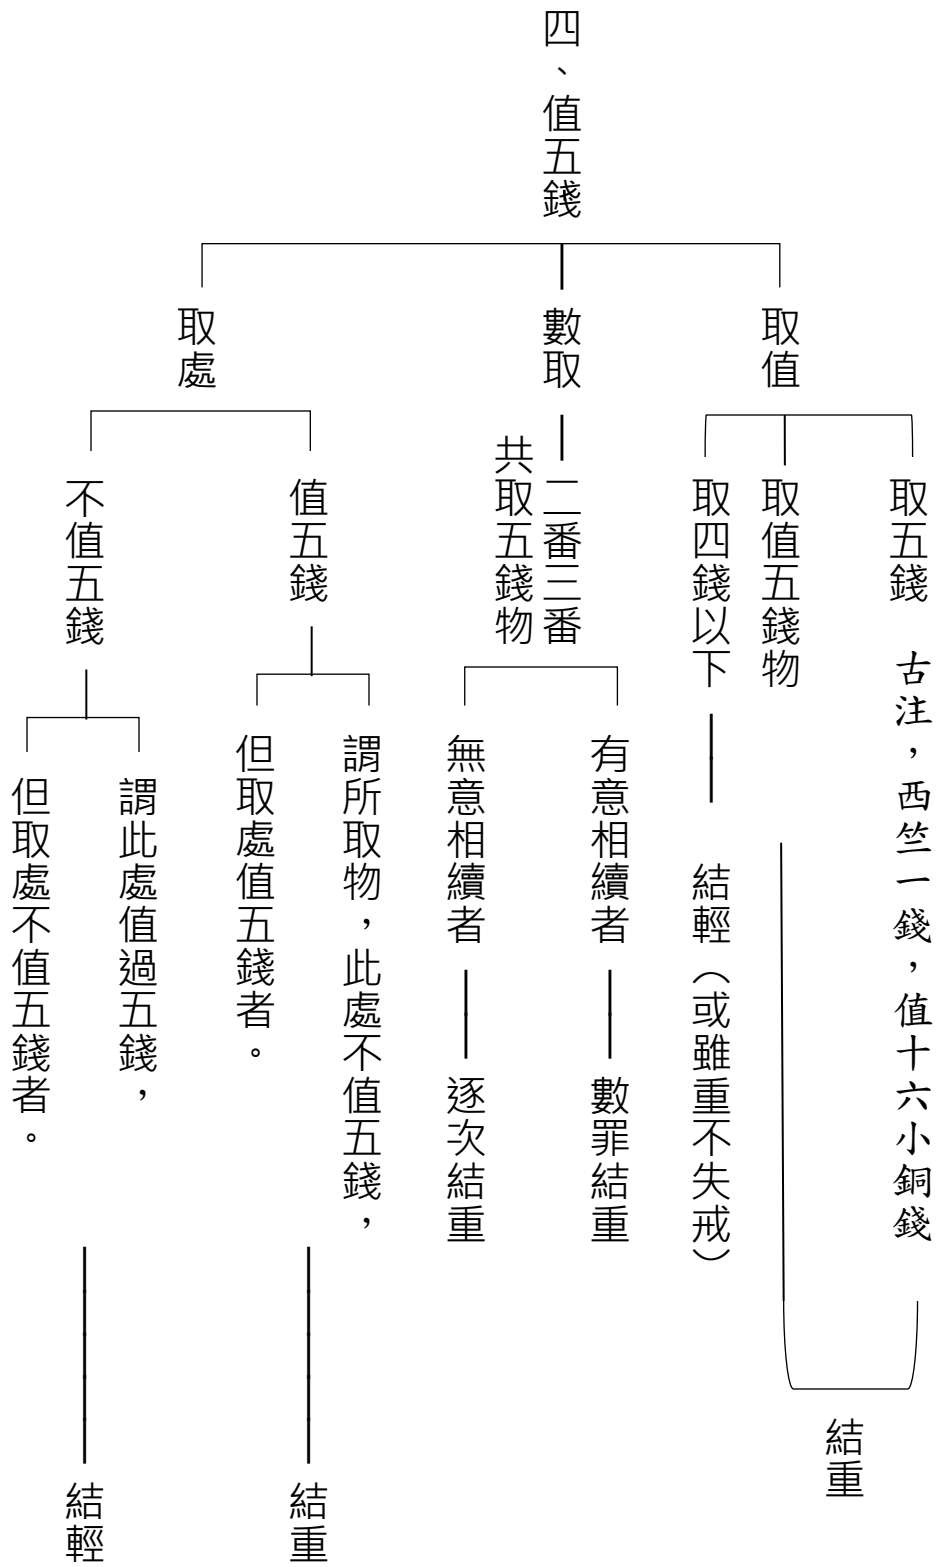 四、值五錢
取值
取五錢
古注，西竺一錢，值十六小銅錢
取值五錢物
結重
取四錢以下
結輕（或雖重不失戒）
數取
二番三番
共取五錢物
有意相續者
數罪結重
無意相續者
逐次結重
取處
值五錢
謂所取物，此處不值五錢，
但取處值五錢者。
結重
不值五錢
謂此處值過五錢，
但取處不值五錢者。
結輕